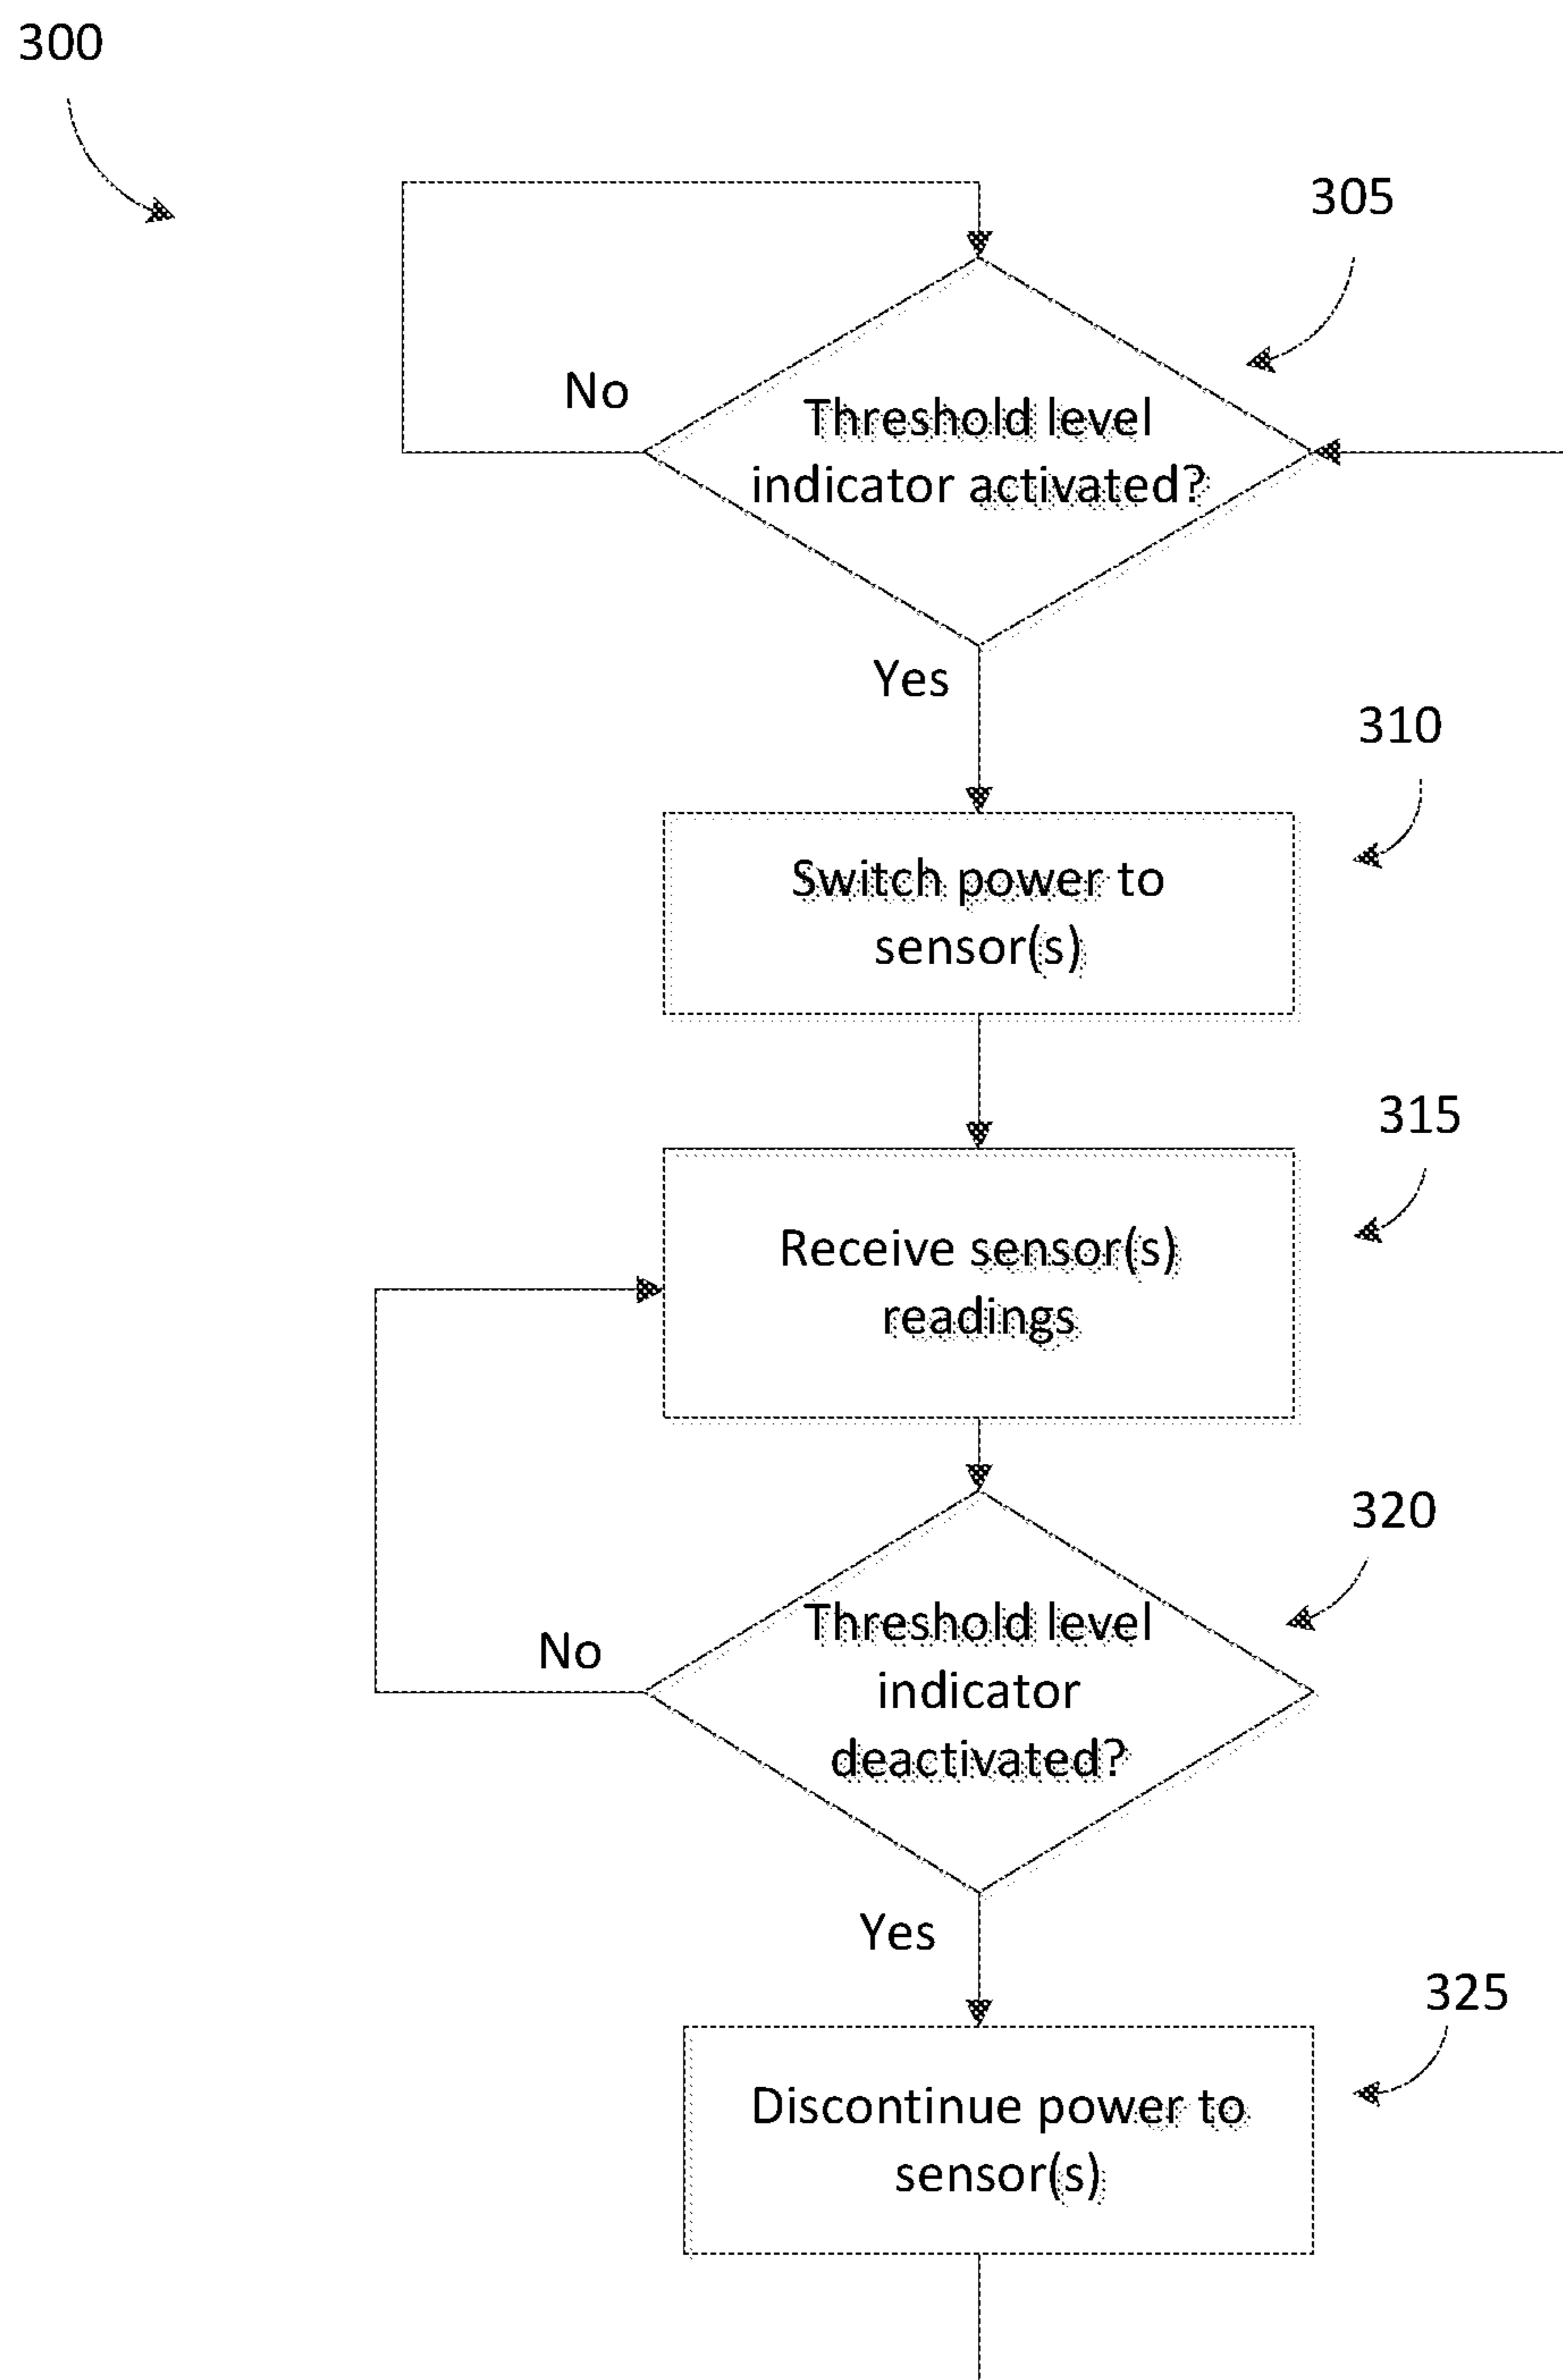 300
305
No
Threshold level
indicator activated?
Yes
310
Switch power to
sensor(s)
315
Receive sensor(s)
readings
320
No
Threshold level
indicator
deactivated?
Yes
325
Discontinue power to
sensor(s)